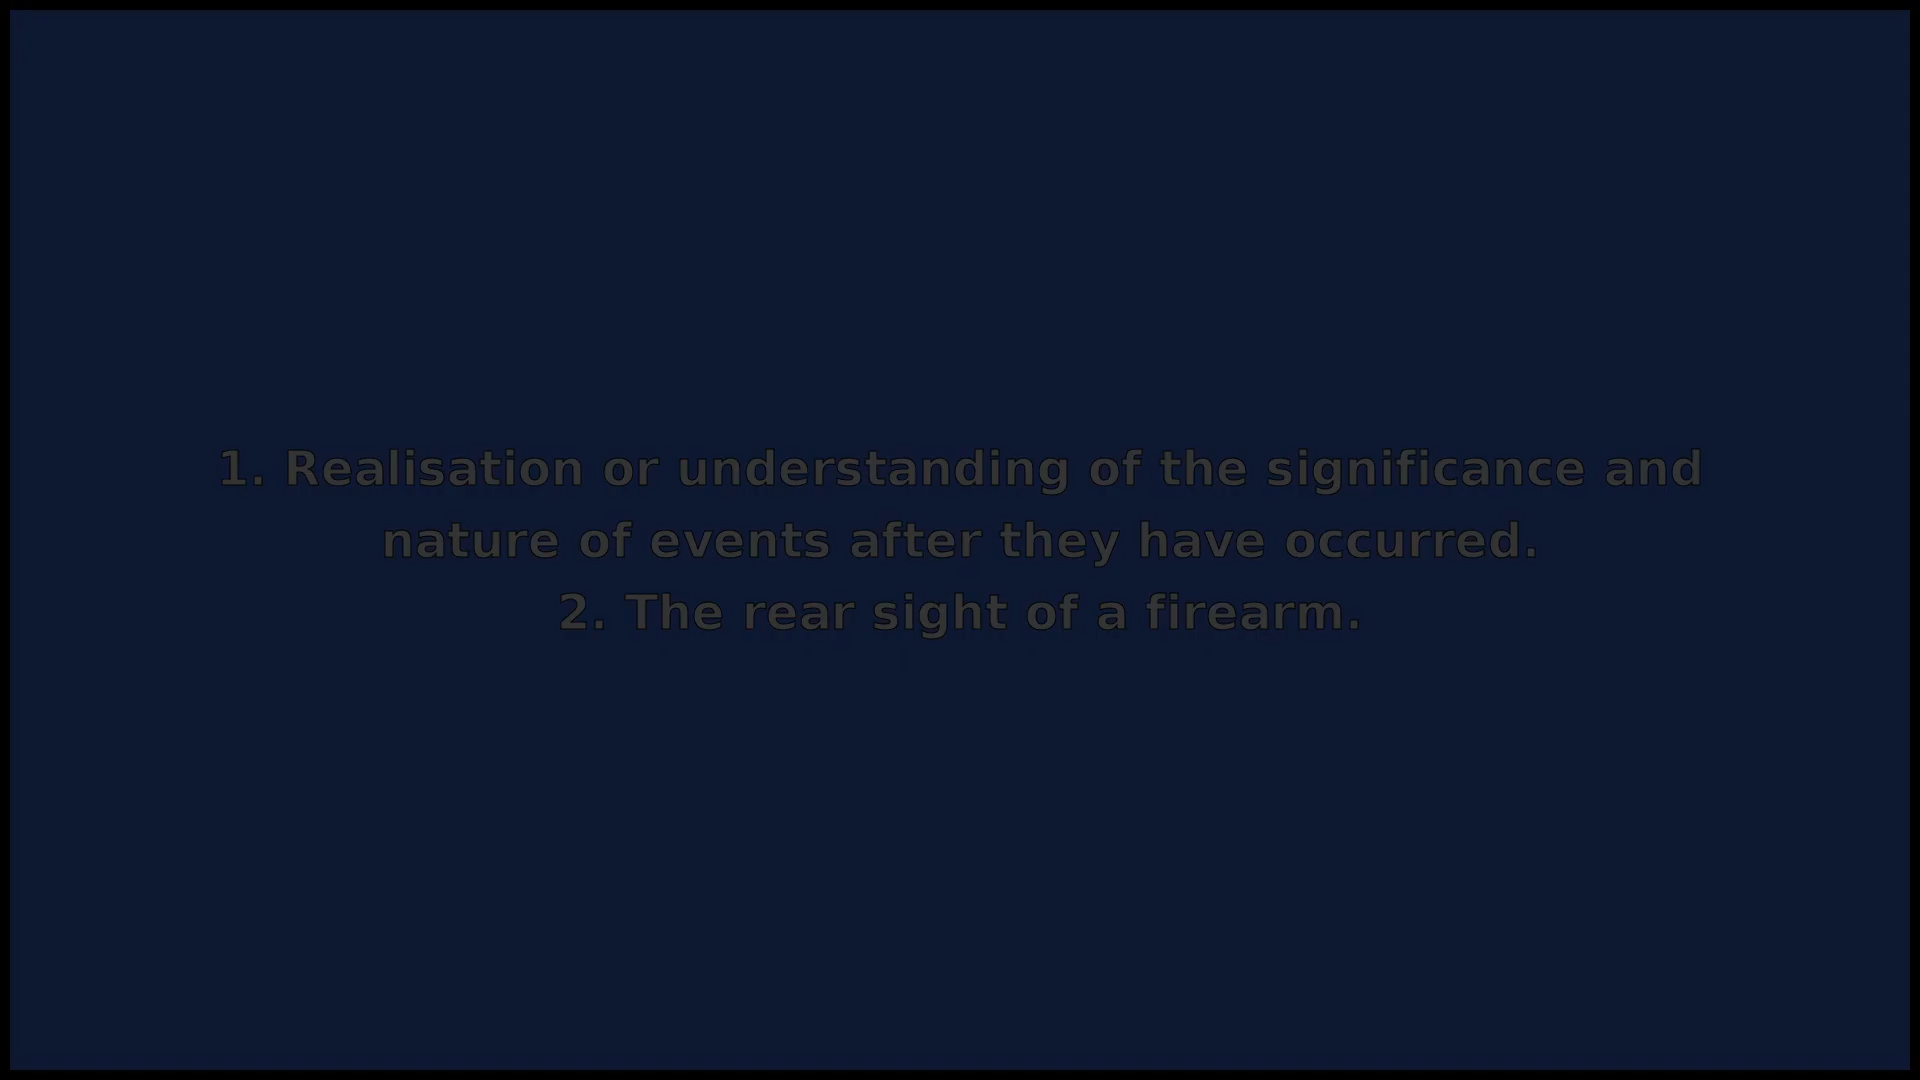 1. Realisation or understanding of the significance and
nature of events after they have occurred.
2. The rear sight of a firearm.